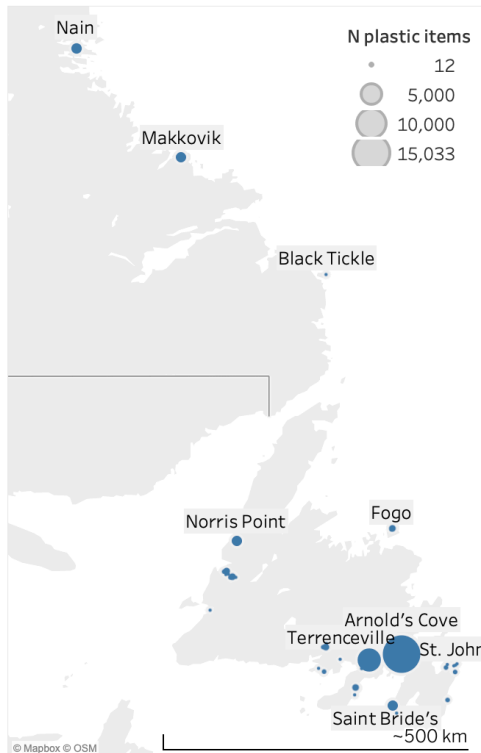 Nain
N plastic items
12
5,000
10,000
15,033
Makkovik
Black Tickle
Norris Point
Fogo
Arnold's Cove
Terrenceville
St. John
Saint Bride's
~500 km
© Mapbox © OSM